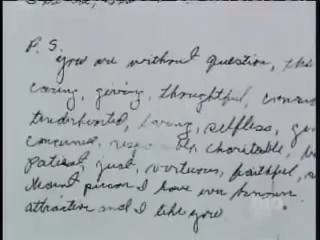 P.S.
You are without question, the
caring, giving, thoughtful,
tenderhearted, loving, selfless,
concerned, charitable,
patient, just, virtuous, faithful,
person I have ever known
attractive and I like you